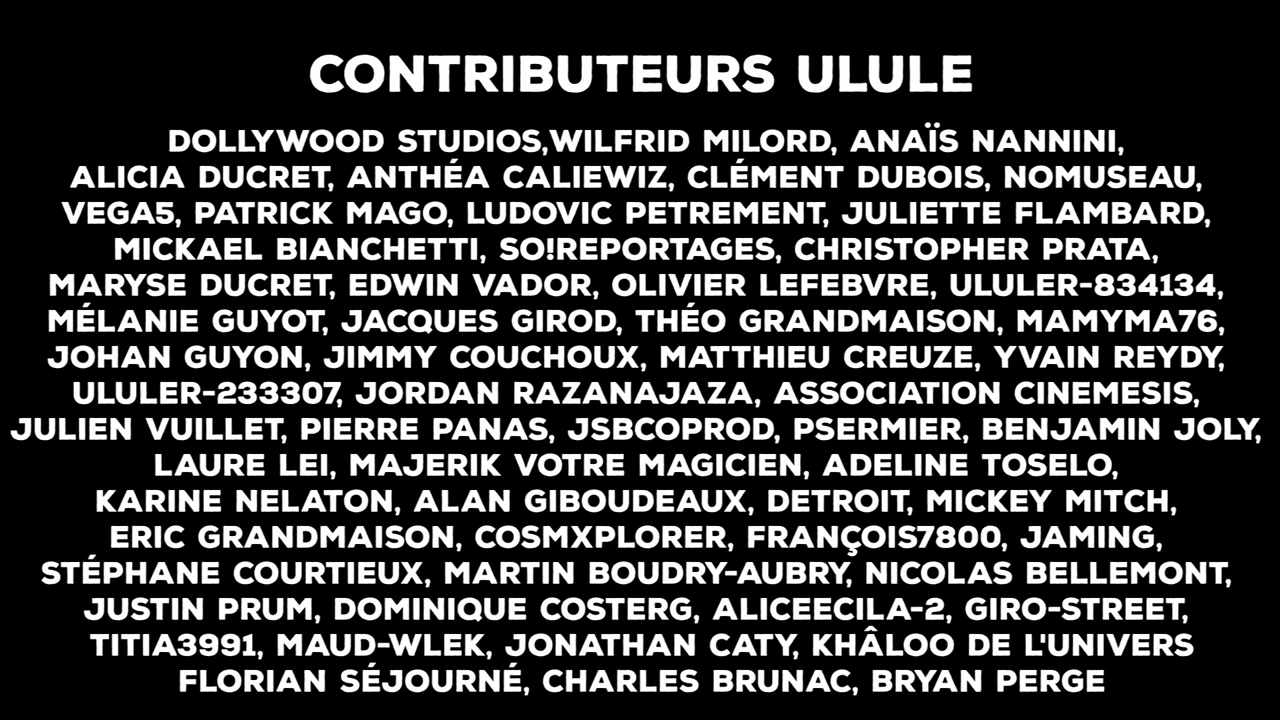 CONTRIBUTEURS ULULE
DOLLYWOOD STUDIOS,WILFRID MILORD, ANAÏS NANNINI,
ALICIA DUCRET, ANTHÉA CALIEWIZ, CLÉMENT DUBOIS, NOMUSEAU,
VEGA5, PATRICK MAGO, LUDOVIC PETREMENT, JULIETTE FLAMBARD,
MICKAEL BIANCHETTI, SO!REPORTAGES, CHRISTOPHER PRATA,
MARYSE DUCRET, EDWIN VADOR, OLIVIER LEFEBVRE, ULULER-834134,
MÉLANIE GUYOT, JACQUES GIROD, THÉO GRANDMAISON, MAMYMA76,
JOHAN GUYON, JIMMY COUCHOUX, MATTHIEU CREUZE, YVAIN REYDY,
ULULER-233307, JORDAN RAZANAJAZA, ASSOCIATION CINEMESIS,
JULIEN VUILLET, PIERRE PANAS, JSBCOPROD, PSERMIER, BENJAMIN JOLY,
LAURE LEI, MAJERIK VOTRE MAGICIEN, ADELINE TOSELO,
KARINE NELATON, ALAN GIBOUDEAUX, DETROIT, MICKEY MITCH,
ERIC GRANDMAISON, COSMXPLORER, FRANÇOIS7800, JAMING,
STÉPHANE COURTIEUX, MARTIN BOUDRY-AUBRY, NICOLAS BELLEMONT,
JUSTIN PRUM, DOMINIQUE COSTERG, ALICEECILA-2, GIRO-STREET,
TITIA3991, MAUD-WLEK, JONATHAN CATY, KHÂLOO DE L'UNIVERS
FLORIAN SÉJOURNÉ, CHARLES BRUNAC, BRYAN PERGE